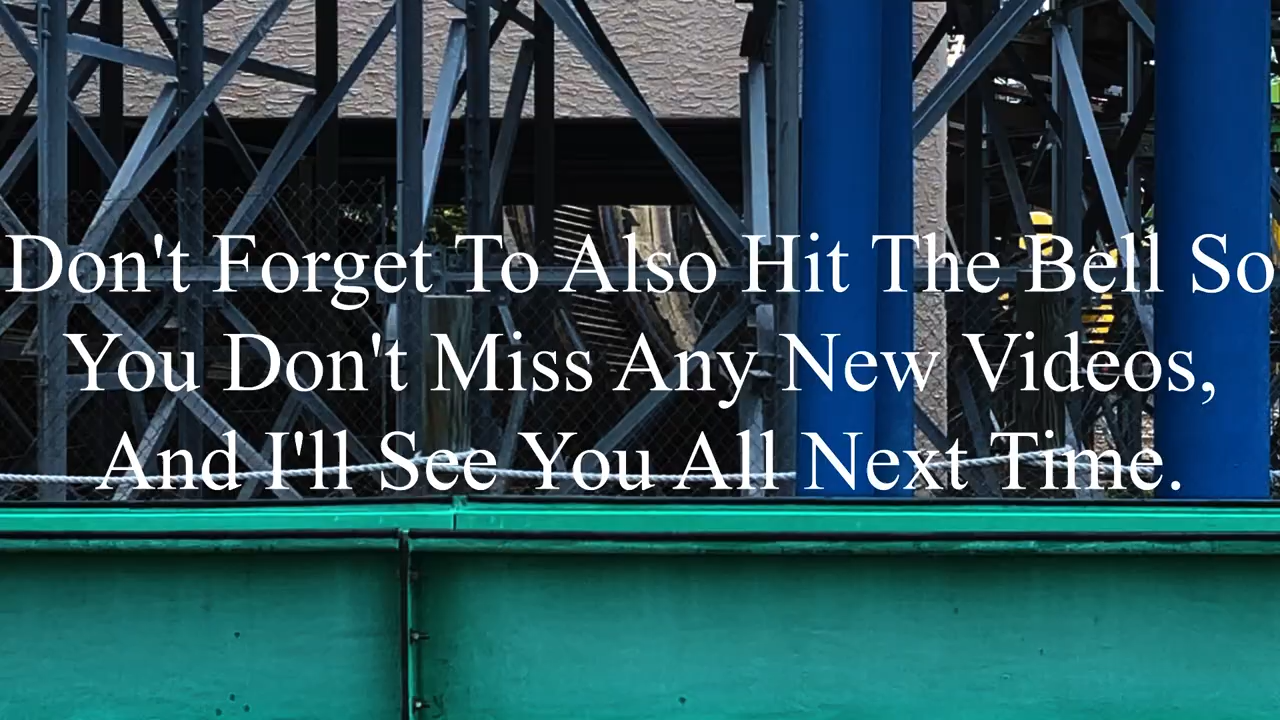 Don't Forget To Also Hit The Bell So
You Don't Miss Any New Videos,
And I'll See You All Next Time.